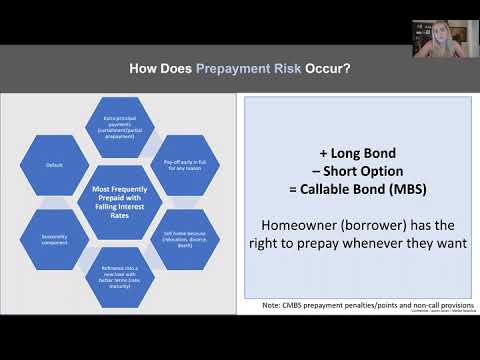 How Does Prepayment Risk Occur?
Extra principal
payments
(curtailment/partial
prepayment)
Default
Pay-off early in full
for any reason
Most Frequently
Prepaid with
Falling Interest
Rates
Seasonality
component
Sell home because
(relocation, divorce,
death)
Refinance into a
new loan with
better terms (rate,
maturity)
+ Long Bond
– Short Option
= Callable Bond (MBS)
Homeowner (borrower) has the
right to prepay whenever they want
Note: CMBS prepayment penalties/points and non-call provisions